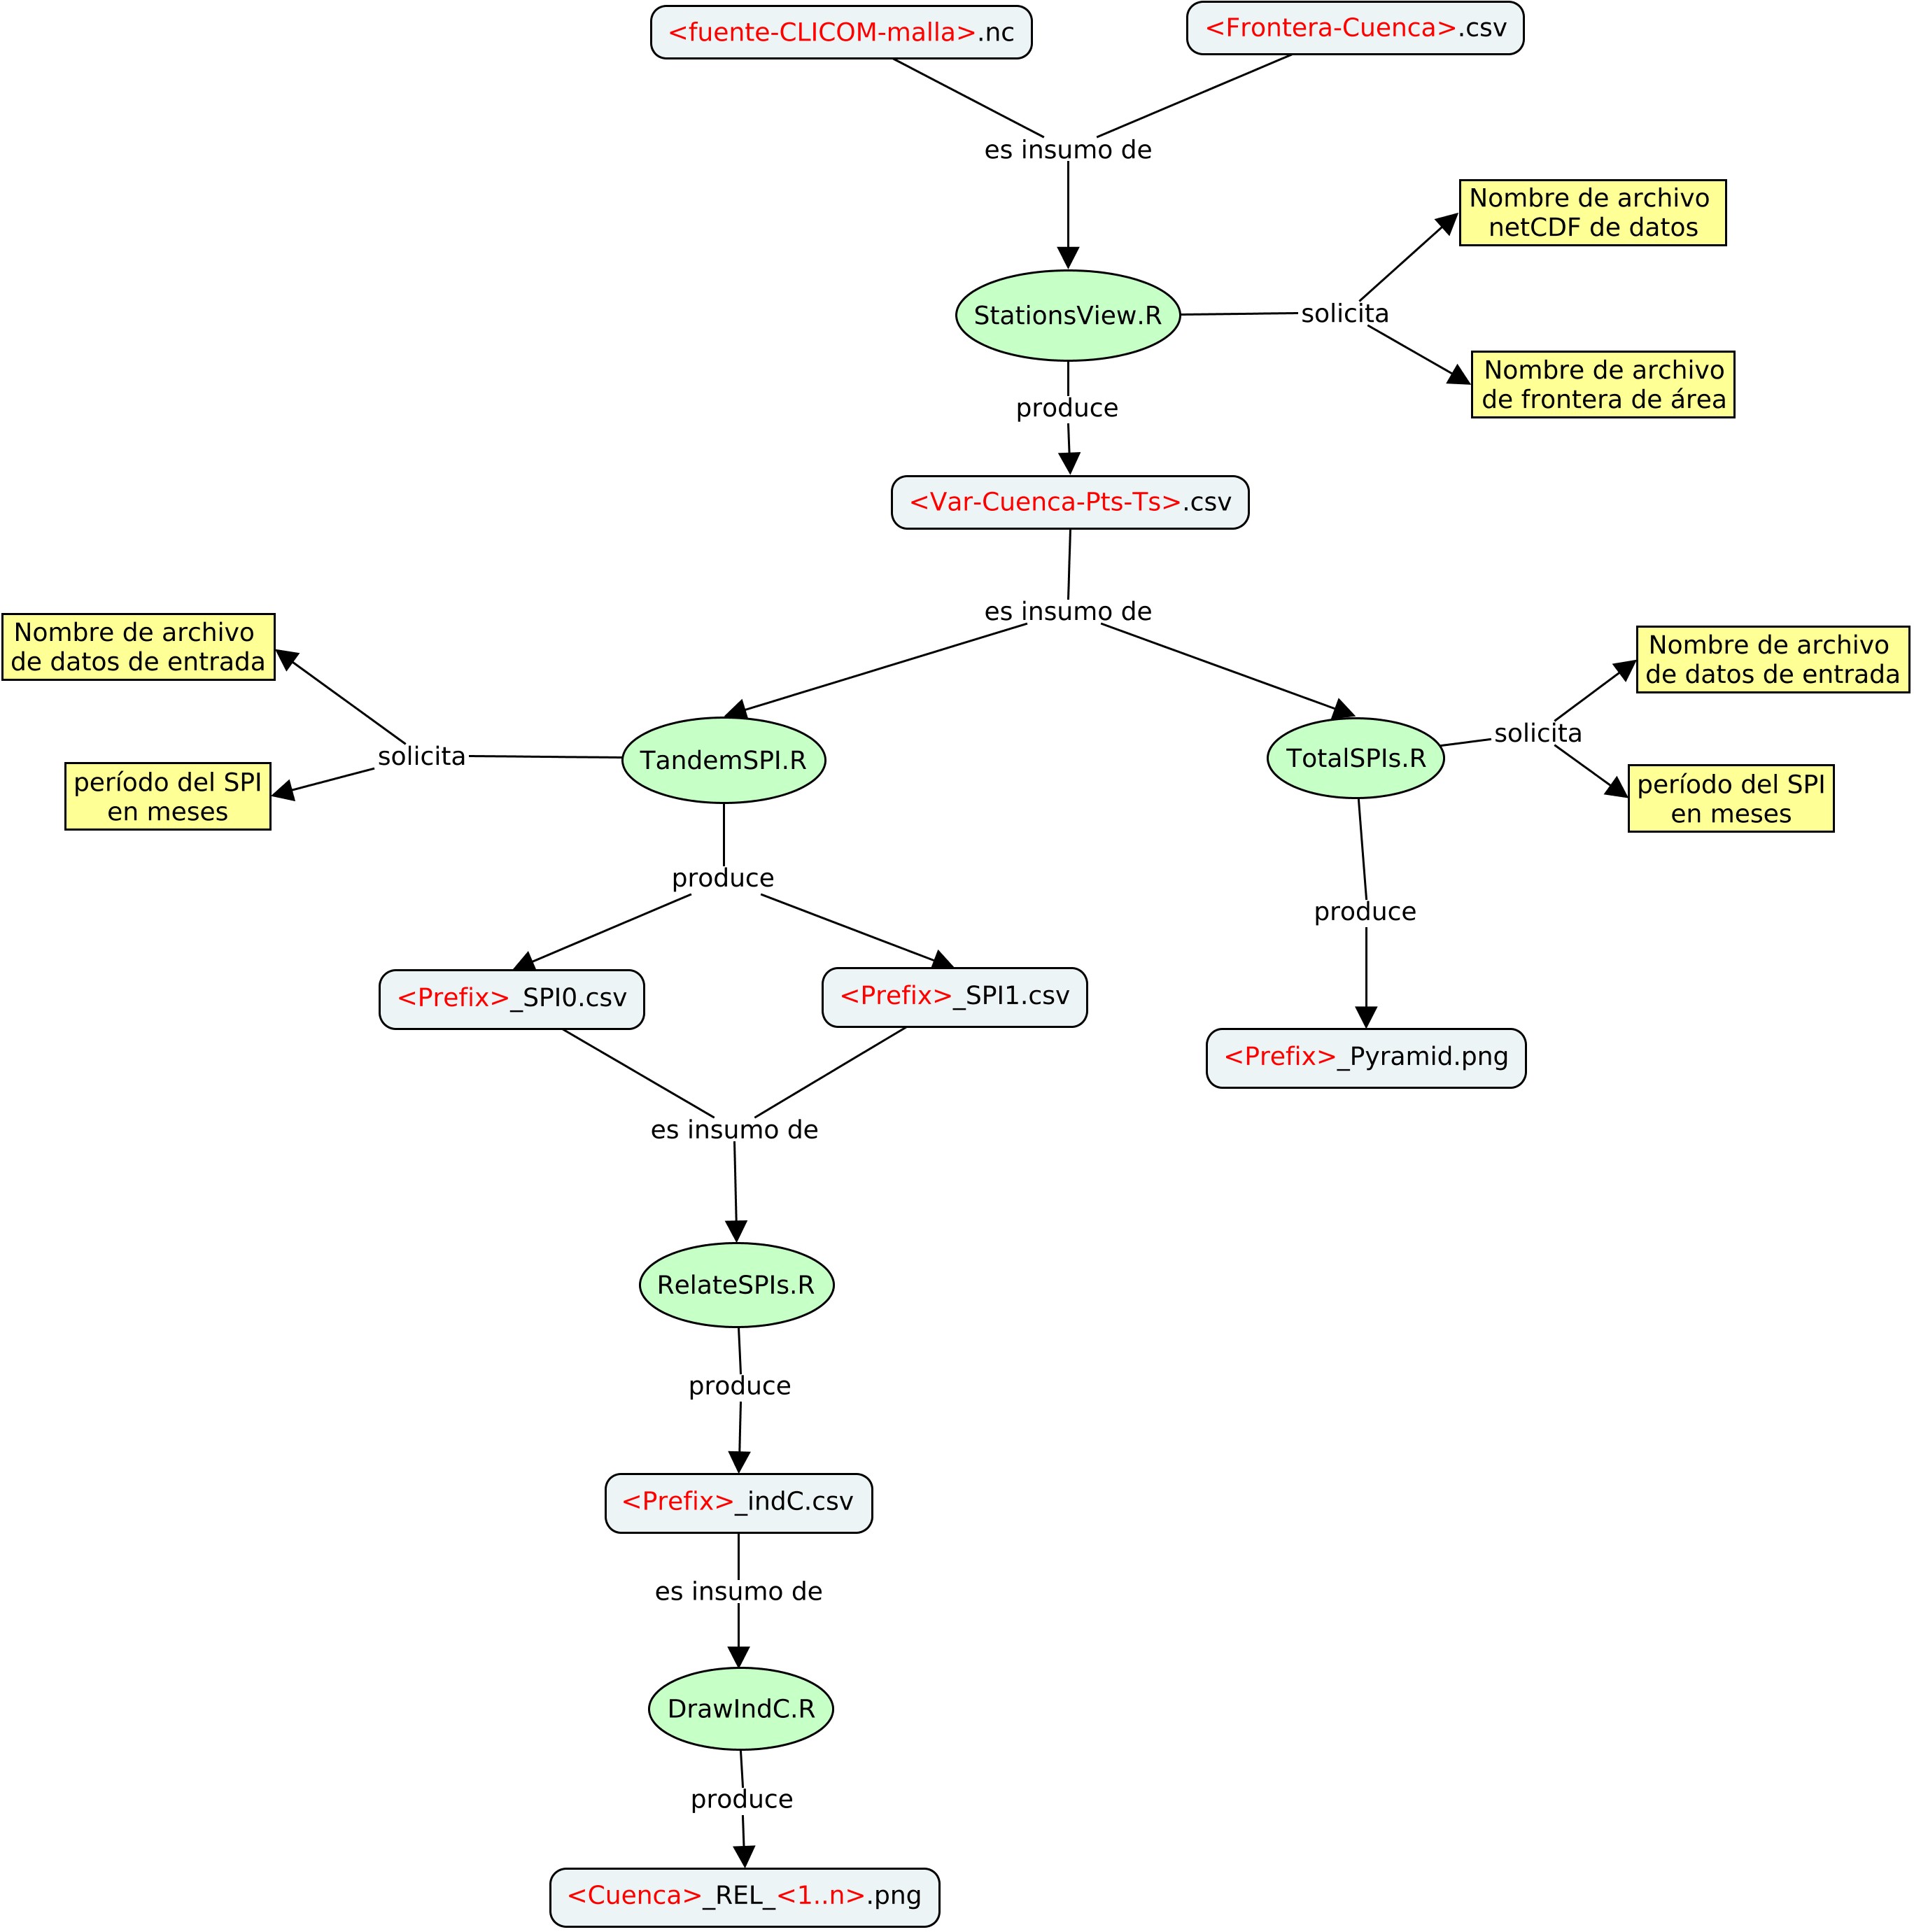 <fuente-CLICOM-malla>.nc
<Frontera-Cuenca>.csv
es insumo de
Nombre de archivo
netCDF de datos
StationsView.R
solicita
Nombre de archivo
de frontera de área
produce
<Var-Cuenca-Pts-Ts>.csv
es insumo de
Nombre de archivo
de datos de entrada
Nombre de archivo
de datos de entrada
solicita
TandemSPI.R
TotalSPIs.R
solicita
período del SPI
en meses
período del SPI
en meses
produce
produce
<Prefix>_SPI0.csv
<Prefix>_SPI1.csv
<Prefix>_Pyramid.png
es insumo de
RelateSPIs.R
produce
<Prefix>_indC.csv
es insumo de
DrawIndC.R
produce
<Cuenca>_REL_<1..n>.png